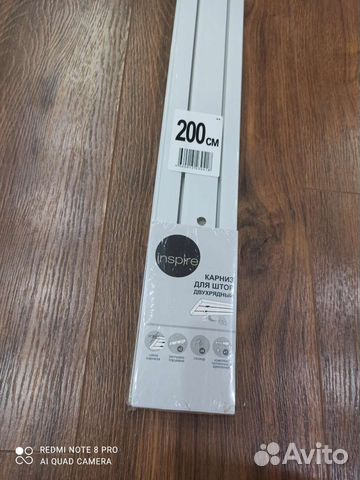 200 см
inspire
КАРНИЗ
ДЛЯ ШТОР
ДВУХРЯДНЫЙ
REDMI NOTE 8 PRO
AI QUAD CAMERA
Avito